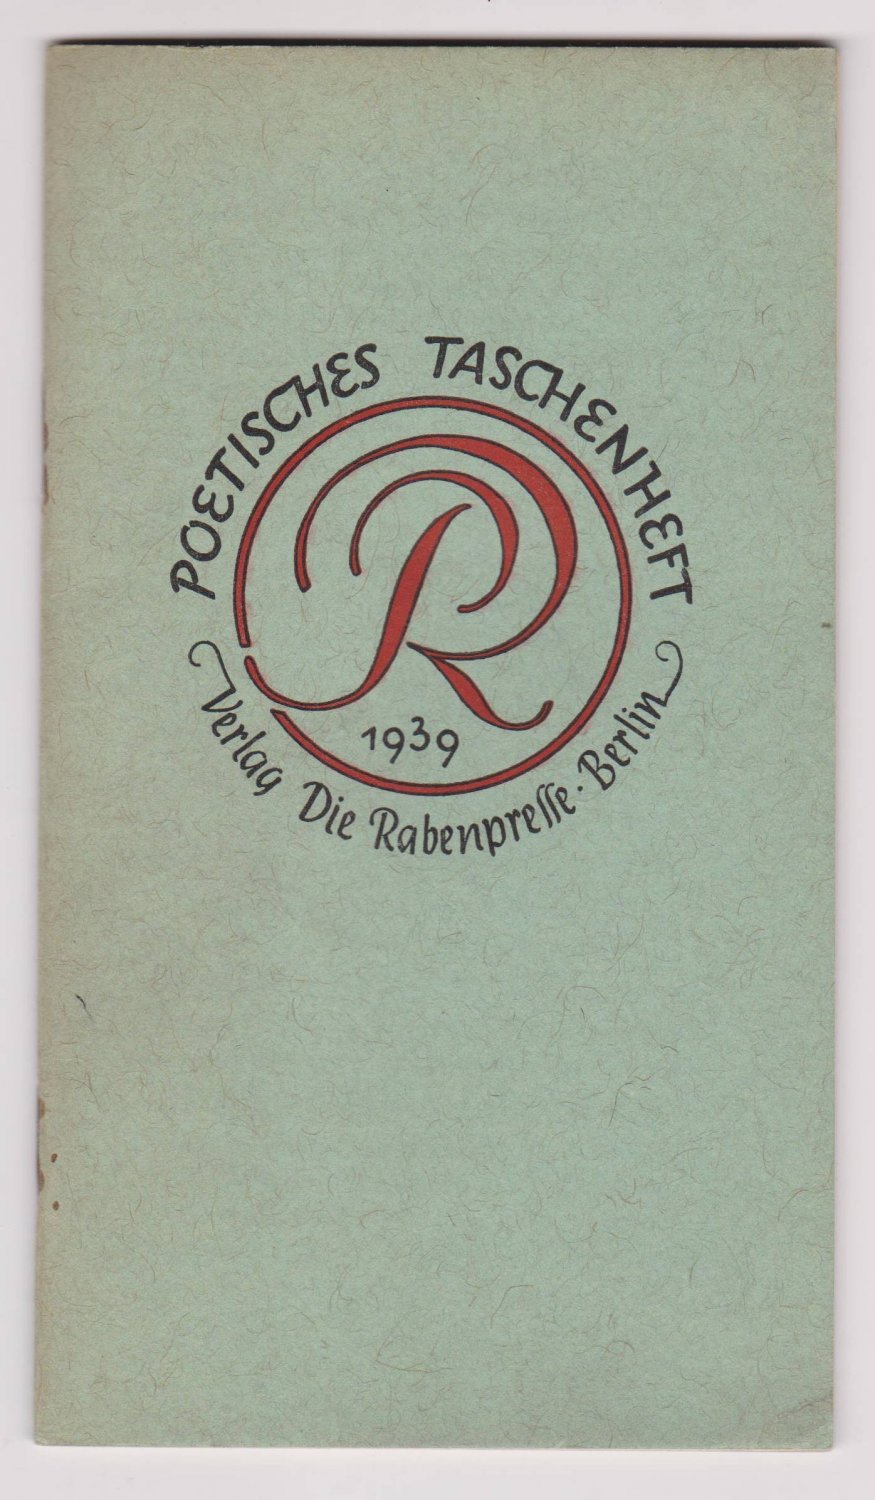 POETISCHES TASCHENHEFT
R
1939
Verlag Die Rabenpreſſe · Berlin